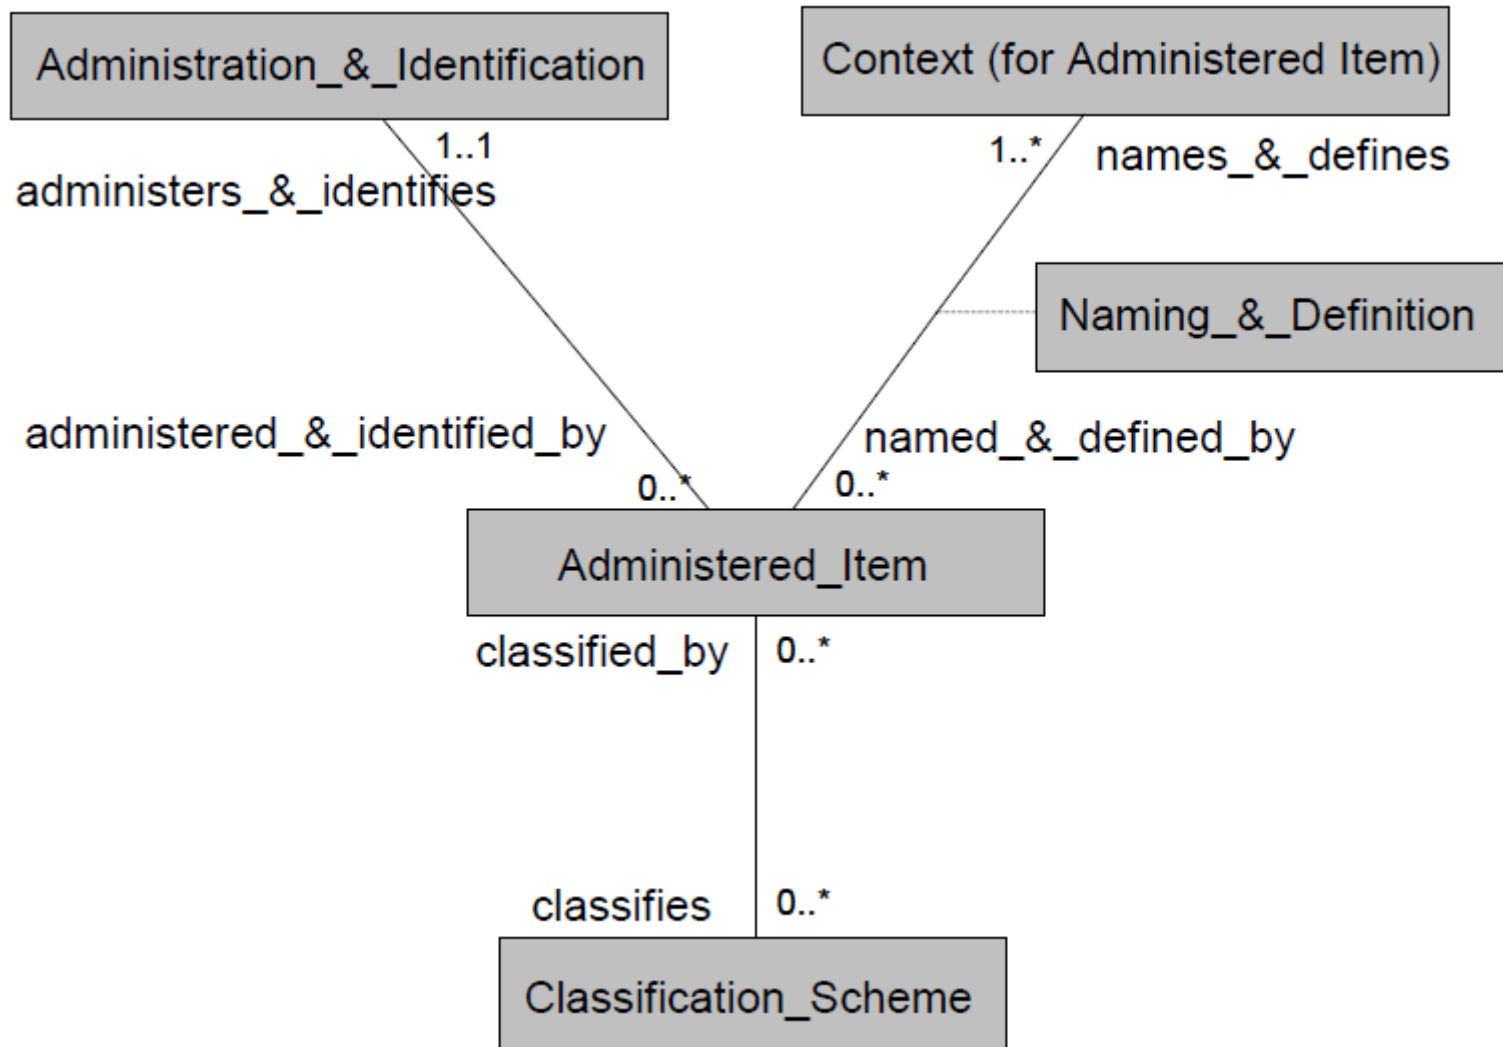 Administration_&_Identification
Context (for Administered Item)
1..1
1..*
names_&_defines
administers_&_identifies
Naming_&_Definition
administered_&_identified_by
named_&_defined_by
0..*
0..*
Administered_Item
classified_by
0..*
classifies
0..*
Classification_Scheme